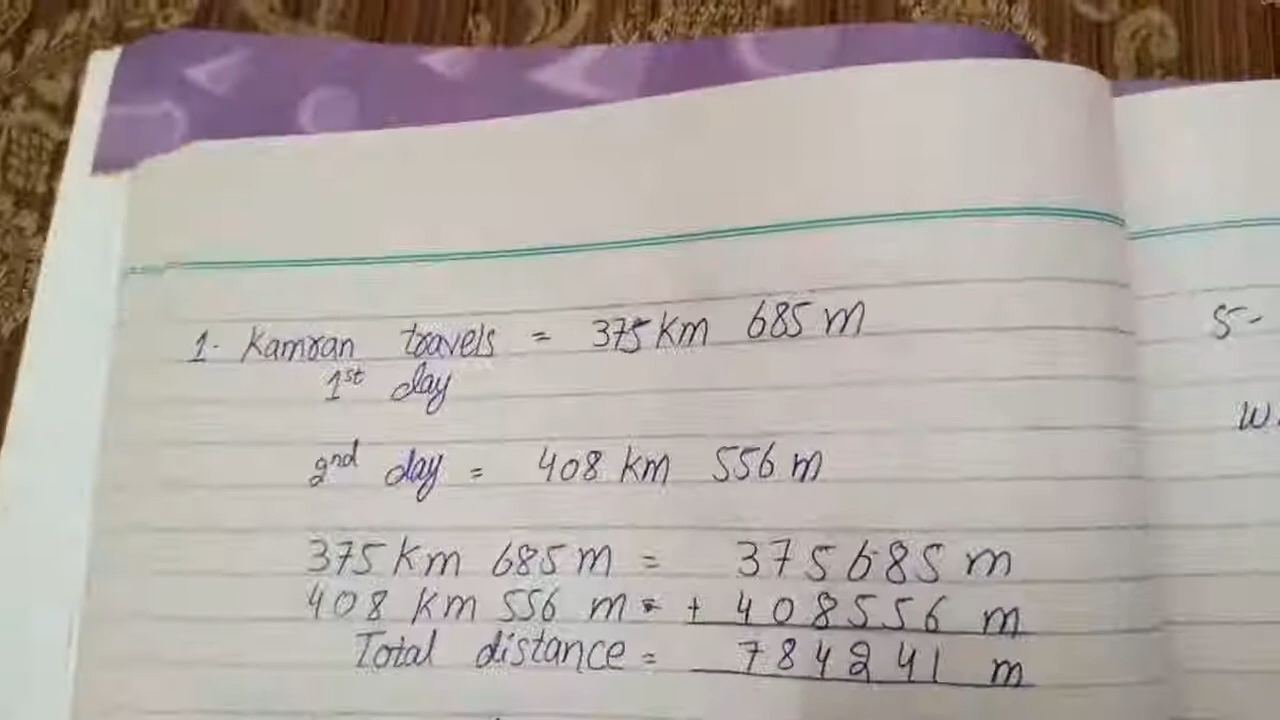 1. Kamran travels = 375 km 685 m
1st day
2nd day = 408 km 556 m
375 km 685 m = 375685 m
408 km 556 m = + 408556 m
Total distance = 784241 m
5-
W.